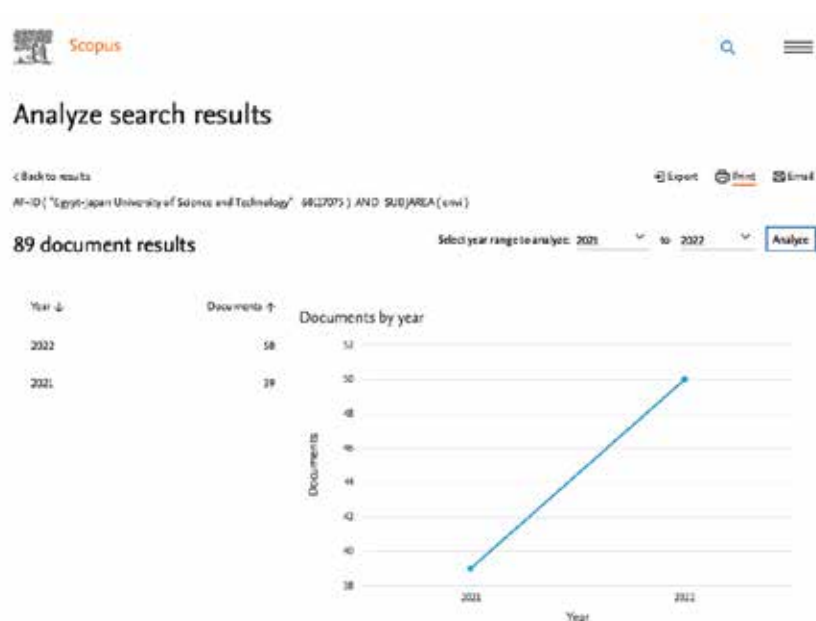 Scopus
Analyze search results
< Back to results
Export Print Email
AF-ID ( "Egypt-Japan University of Science and Technology" ) AND SUBJAREA ( envi )
89 document results
Select year range to analyze: 2021 to 2022 Analyze
Year ↓ Documents ↑
2022 50
2021 39
Documents by year
52
50
48
46
44
42
40
38
Documents
2021 2022
Year